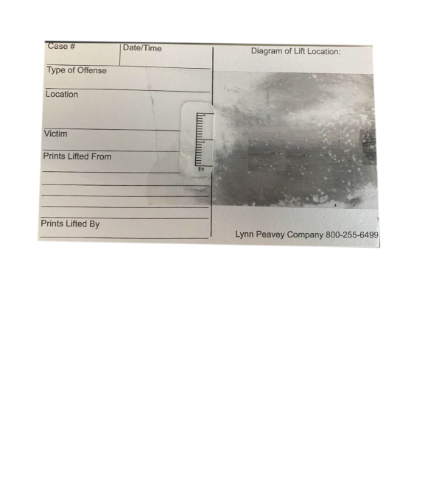 Case #
Date/Time
Diagram of Lift Location:
Type of Offense
Location
Victim
Prints Lifted From
Prints Lifted By
Lynn Peavey Company 800-255-6499